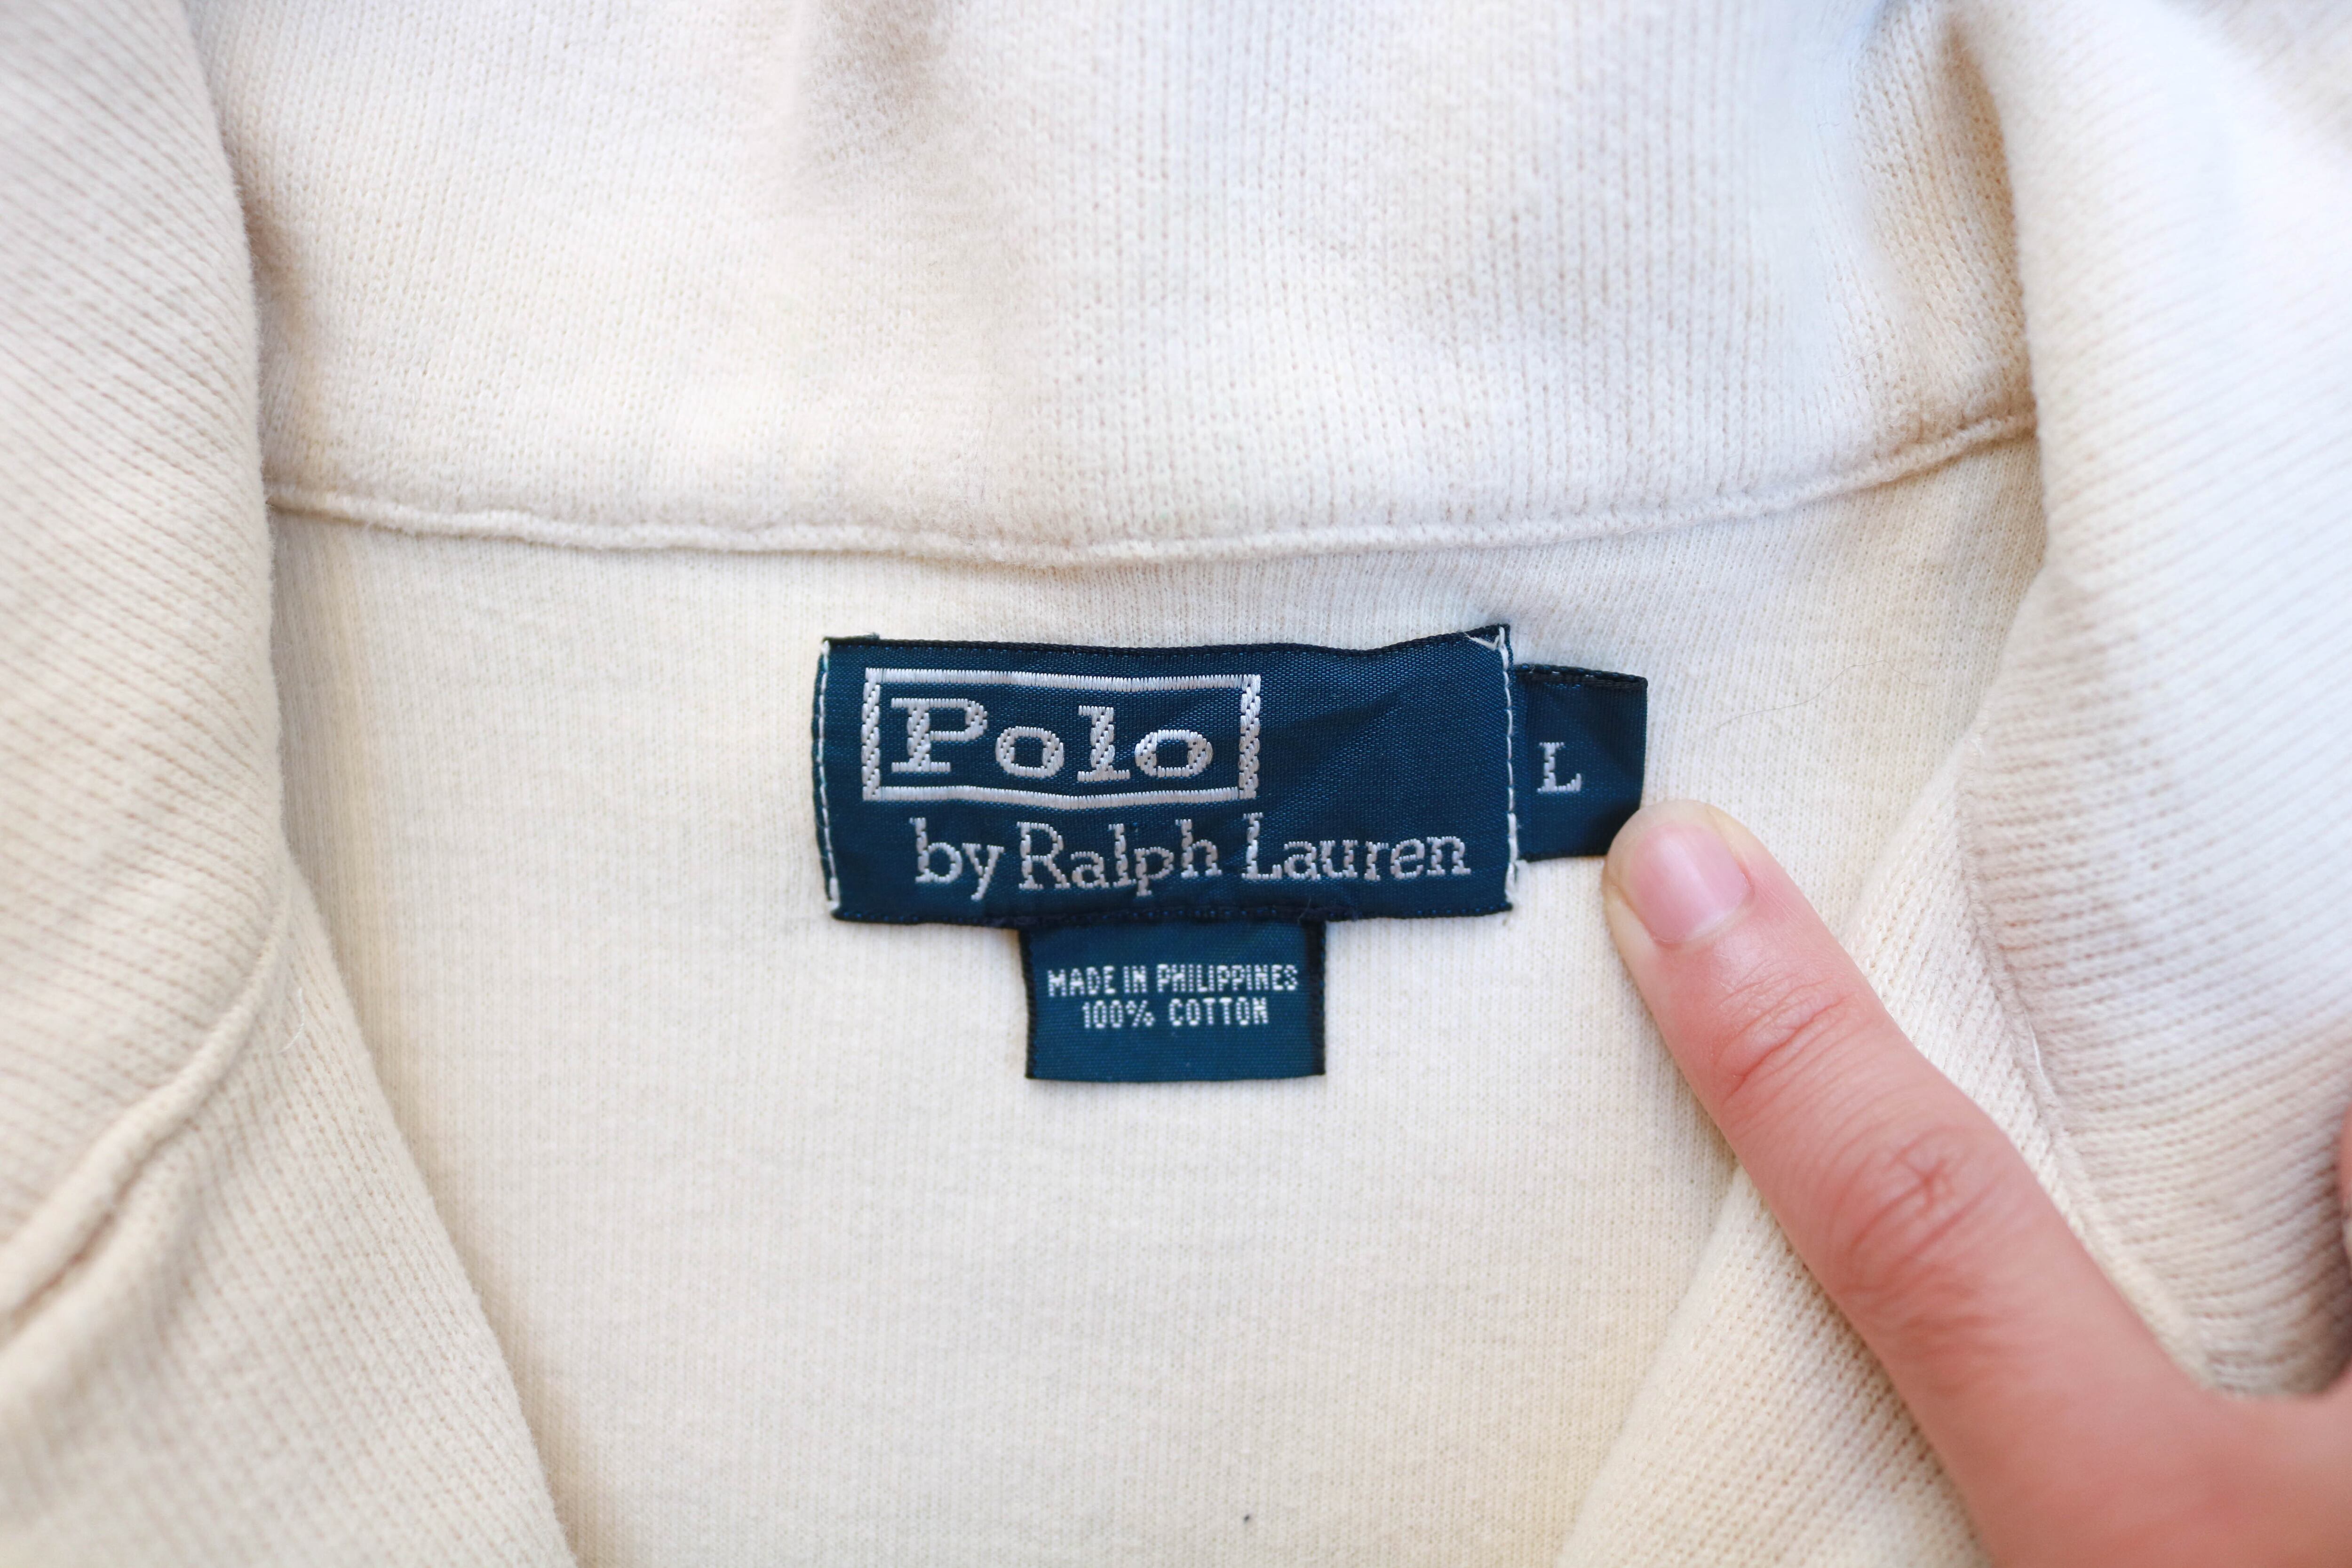 Polo
by Ralph Lauren
L
MADE IN PHILIPPINES
100% COTTON